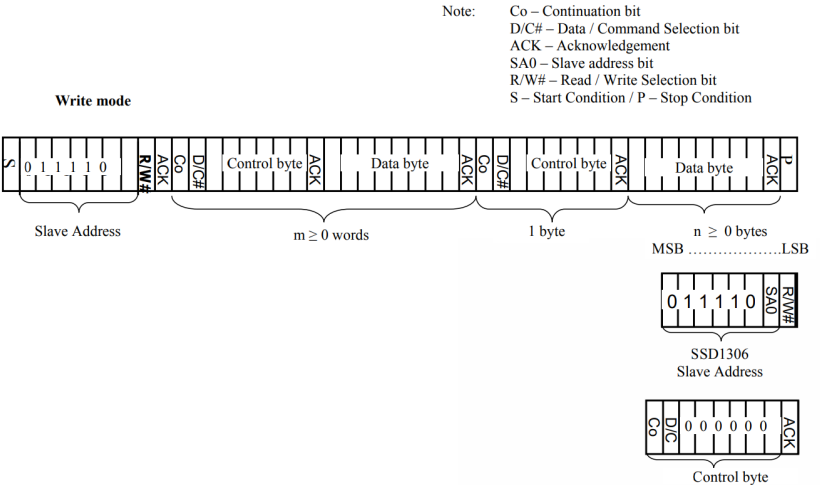 Note: Co – Continuation bit
D/C# – Data / Command Selection bit
ACK – Acknowledgement
SA0 – Slave address bit
R/W# – Read / Write Selection bit
S – Start Condition / P – Stop Condition
Write mode
S 0 1 1 1 1 0 R/W# ACK Co D/C# Control byte ACK Data byte ACK Co D/C# Control byte ACK Data byte ACK P
Slave Address m ≥ 0 words 1 byte n ≥ 0 bytes
MSB ……………….LSB
0 1 1 1 1 0 SA0 R/W#
SSD1306
Slave Address
Co D/C 0 0 0 0 0 0 ACK
Control byte